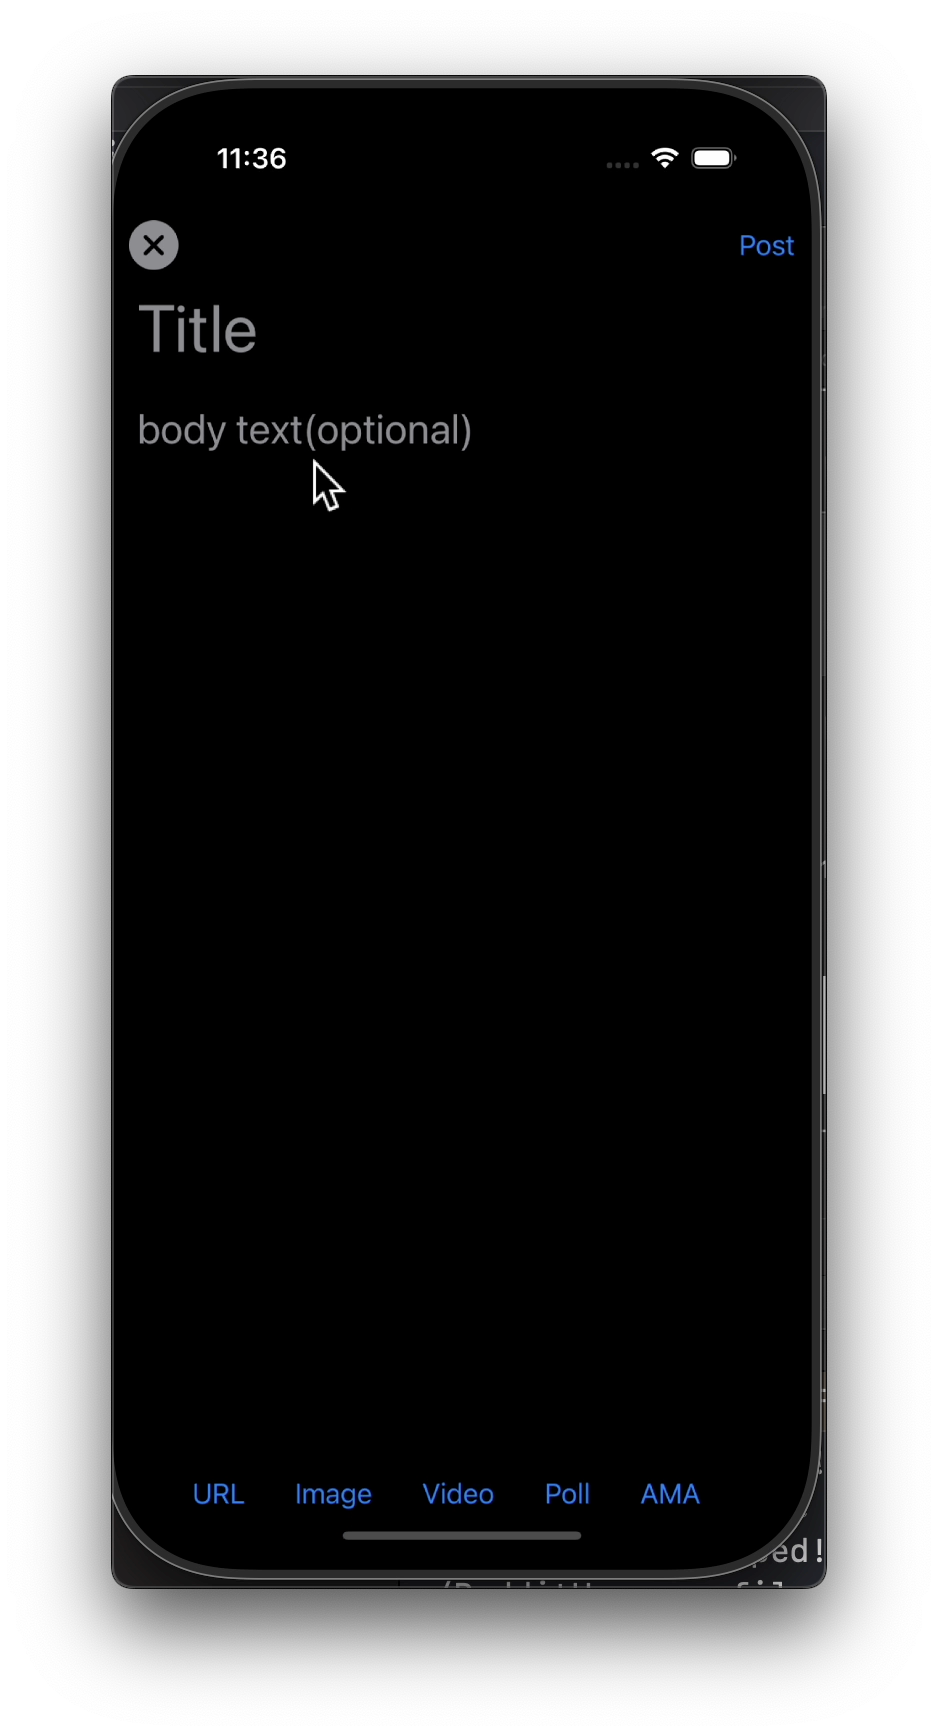 11:36
Post
Title
body text(optional)
URL Image Video Poll AMA